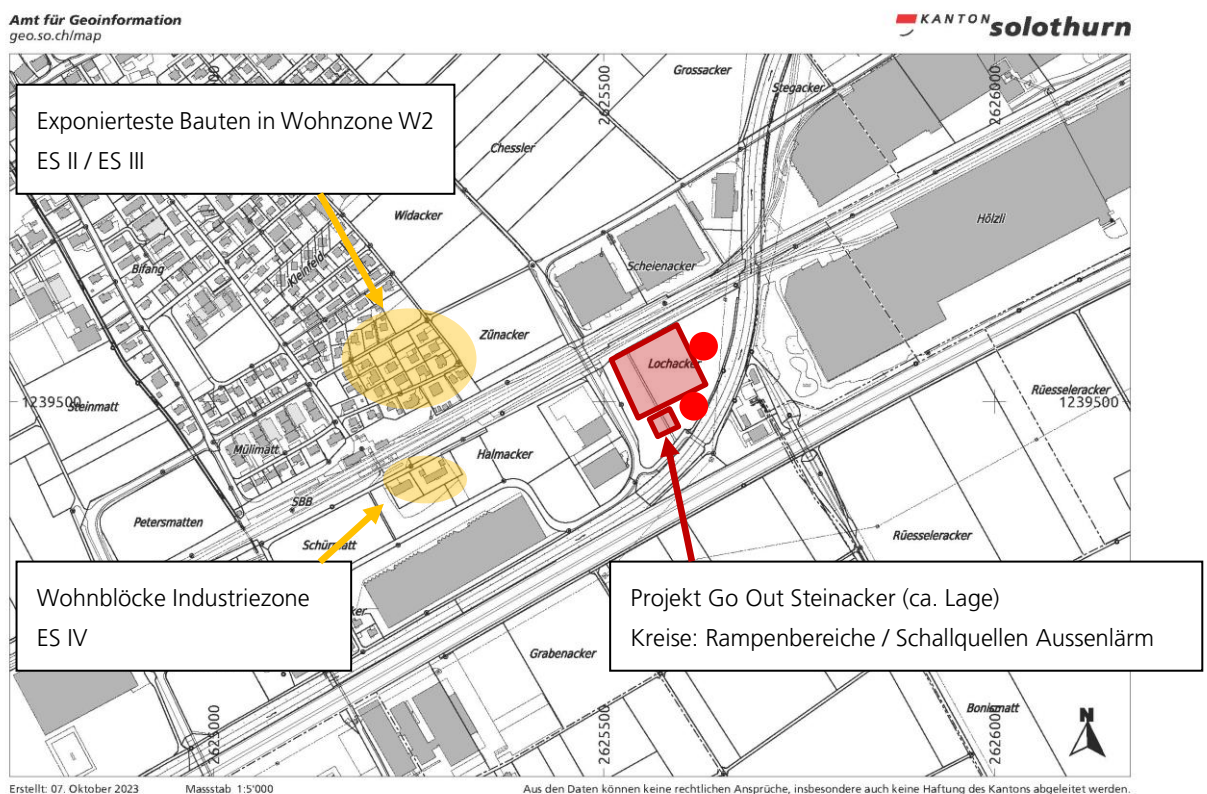 Amt für Geoinformation
geo.so.ch/map
KANTON solothurn
Exponierteste Bauten in Wohnzone W2
ES II / ES III
Grossacker
Stegacker
2625500
2626000
Chessler
Widacker
Hölzli
Bifang
Kleinfeld
Scheienacker
Zünacker
Lochacker
Rüesseleracker
1239500
Steinmatt
1239500
Mülimatt
Halmacker
SBB
Petersmatten
Schürmatt
Rüesseleracker
Wohnblöcke Industriezone
ES IV
Projekt Go Out Steinacker (ca. Lage)
Kreise: Rampenbereiche / Schallquellen Aussenlärm
Grabenacker
2625000
2625500
2626000
N
Erstellt: 07. Oktober 2023 Massstab 1:5'000 Aus den Daten können keine rechtlichen Ansprüche, insbesondere auch keine Haftung des Kantons abgeleitet werden.